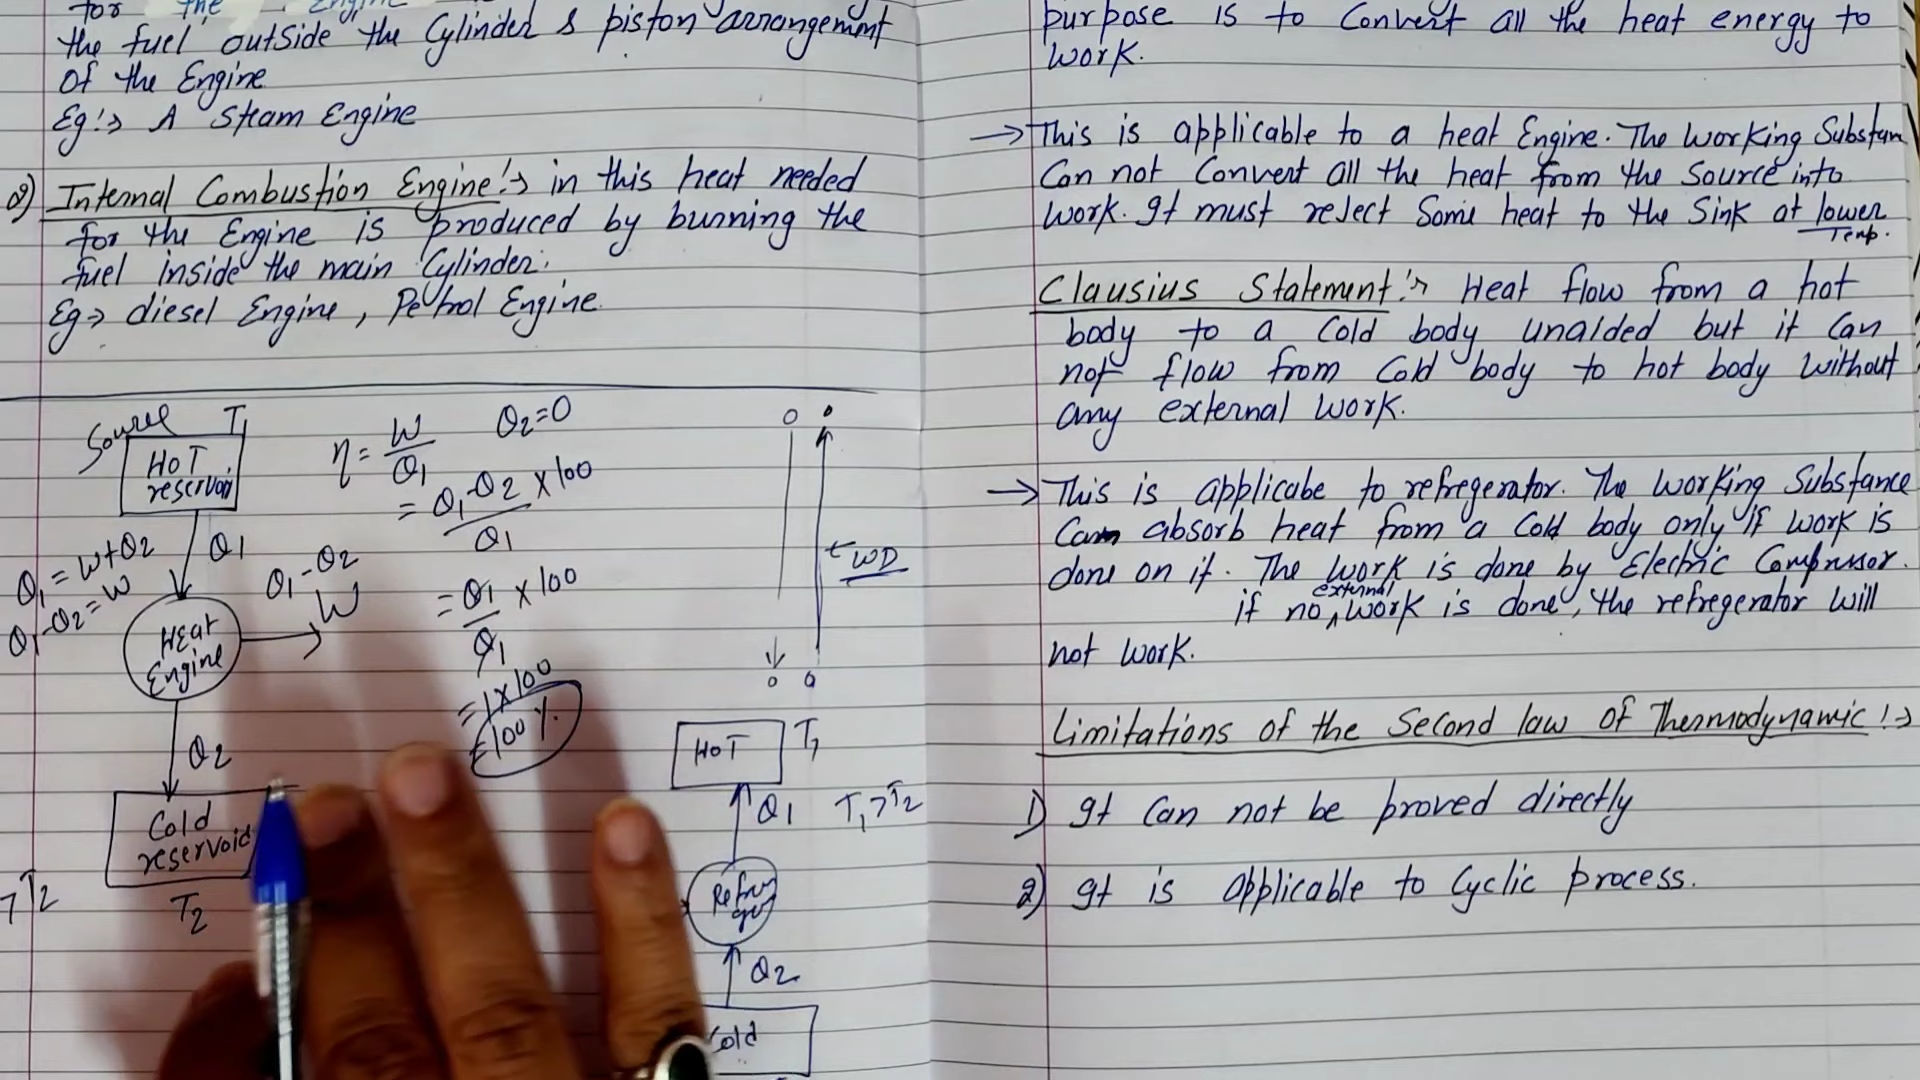 for the Engine
the fuel outside the Cylinder & piston arrangement
Of the Engine
Eg:→ A Steam Engine
2) Internal Combustion Engine:→ in this heat needed
for the Engine is produced by burning the
fuel inside the main Cylinder.
Eg→ diesel Engine, Petrol Engine.
Source T1
HOT
reservoir
Q1 = W+Q2
Q1-Q2=W
Q1
Q1-Q2
W
HEat
Engine
Q2
Cold
reservoid
T2
7T2
η = W/Q1 Q2=0
= Q1-Q2/Q1 X100
= Q1/Q1 X100
= 1X100
=100%.
WD
HOT T1
Q1 T1>T2
Q2
Cold
purpose is to Convert all the heat energy to
work.
→ This is applicable to a heat Engine. The working Substan
Can not Convert all the heat from the Source into
work. It must reject Some heat to the Sink at lower
Temp.
Clausius Statement:→ Heat flow from a hot
body to a Cold body unaided but it Can
not flow from Cold body to hot body without
any external work.
→ This is applicabe to refregerator. The working Substance
Can absorb heat from a Cold body only if work is
done on it. The work is done by Electric Compressor.
if no external work is done, the refregerator will
not work.
Limitations of the Second law of Thermodynamic:→
1) It Can not be proved directly
2) It is applicable to Cyclic process.